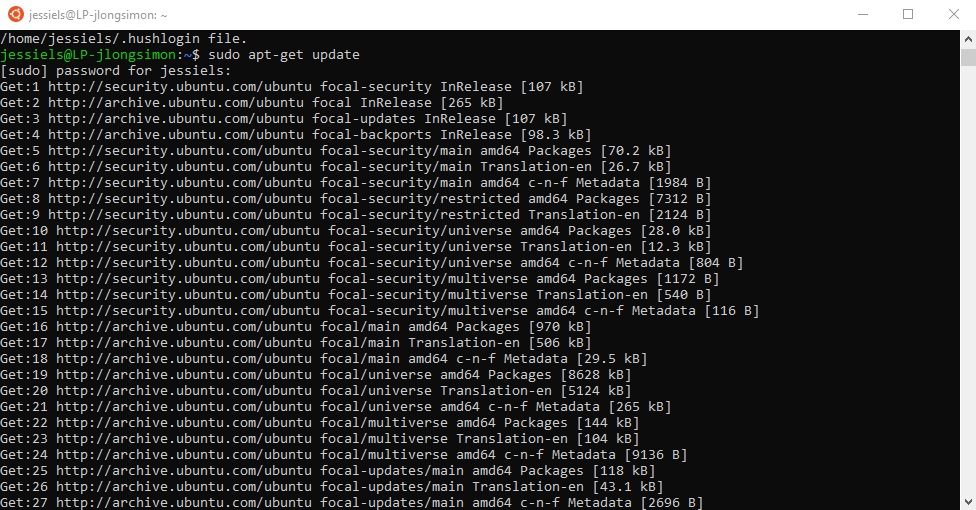 jessiels@LP-jlongsimon: ~
/home/jessiels/.hushlogin file.
jessiels@LP-jlongsimon:~$ sudo apt-get update
[sudo] password for jessiels:
Get:1 http://security.ubuntu.com/ubuntu focal-security InRelease [107 kB]
Get:2 http://archive.ubuntu.com/ubuntu focal InRelease [265 kB]
Get:3 http://archive.ubuntu.com/ubuntu focal-updates InRelease [107 kB]
Get:4 http://archive.ubuntu.com/ubuntu focal-backports InRelease [98.3 kB]
Get:5 http://security.ubuntu.com/ubuntu focal-security/main amd64 Packages [70.2 kB]
Get:6 http://security.ubuntu.com/ubuntu focal-security/main Translation-en [26.7 kB]
Get:7 http://security.ubuntu.com/ubuntu focal-security/main amd64 c-n-f Metadata [1984 B]
Get:8 http://security.ubuntu.com/ubuntu focal-security/restricted amd64 Packages [7312 B]
Get:9 http://security.ubuntu.com/ubuntu focal-security/restricted Translation-en [2124 B]
Get:10 http://security.ubuntu.com/ubuntu focal-security/universe amd64 Packages [28.0 kB]
Get:11 http://security.ubuntu.com/ubuntu focal-security/universe Translation-en [12.3 kB]
Get:12 http://security.ubuntu.com/ubuntu focal-security/universe amd64 c-n-f Metadata [804 B]
Get:13 http://security.ubuntu.com/ubuntu focal-security/multiverse amd64 Packages [1172 B]
Get:14 http://security.ubuntu.com/ubuntu focal-security/multiverse Translation-en [540 B]
Get:15 http://security.ubuntu.com/ubuntu focal-security/multiverse amd64 c-n-f Metadata [116 B]
Get:16 http://archive.ubuntu.com/ubuntu focal/main amd64 Packages [970 kB]
Get:17 http://archive.ubuntu.com/ubuntu focal/main Translation-en [506 kB]
Get:18 http://archive.ubuntu.com/ubuntu focal/main amd64 c-n-f Metadata [29.5 kB]
Get:19 http://archive.ubuntu.com/ubuntu focal/universe amd64 Packages [8628 kB]
Get:20 http://archive.ubuntu.com/ubuntu focal/universe Translation-en [5124 kB]
Get:21 http://archive.ubuntu.com/ubuntu focal/universe amd64 c-n-f Metadata [265 kB]
Get:22 http://archive.ubuntu.com/ubuntu focal/multiverse amd64 Packages [144 kB]
Get:23 http://archive.ubuntu.com/ubuntu focal/multiverse Translation-en [104 kB]
Get:24 http://archive.ubuntu.com/ubuntu focal/multiverse amd64 c-n-f Metadata [9136 B]
Get:25 http://archive.ubuntu.com/ubuntu focal-updates/main amd64 Packages [118 kB]
Get:26 http://archive.ubuntu.com/ubuntu focal-updates/main Translation-en [43.1 kB]
Get:27 http://archive.ubuntu.com/ubuntu focal-updates/main amd64 c-n-f Metadata [2696 B]